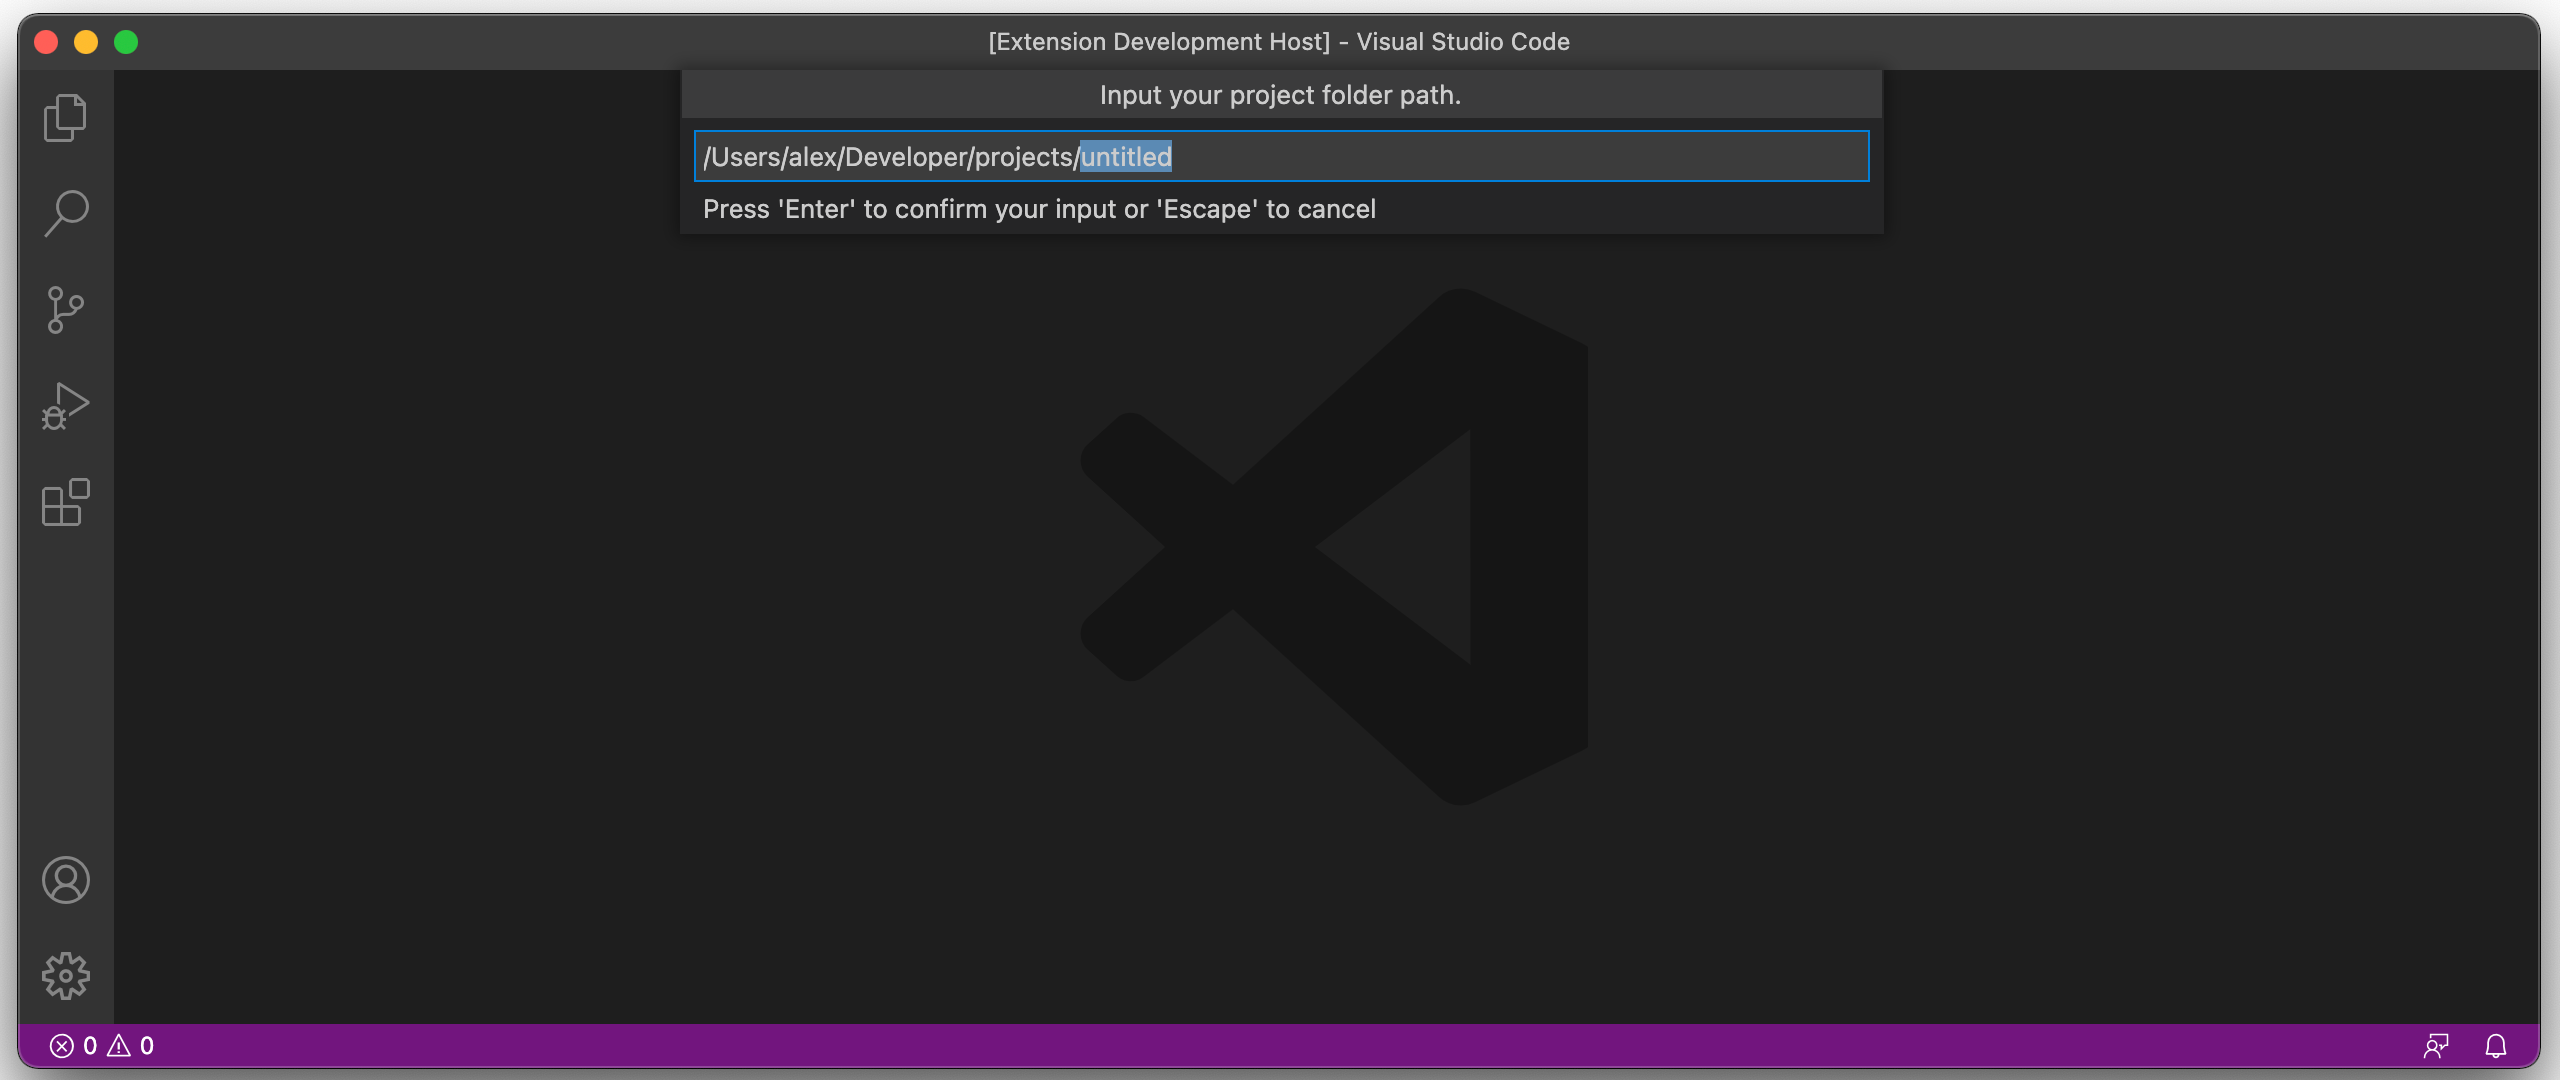 [Extension Development Host] - Visual Studio Code
Input your project folder path.
/Users/alex/Developer/projects/untitled
Press 'Enter' to confirm your input or 'Escape' to cancel
0 0